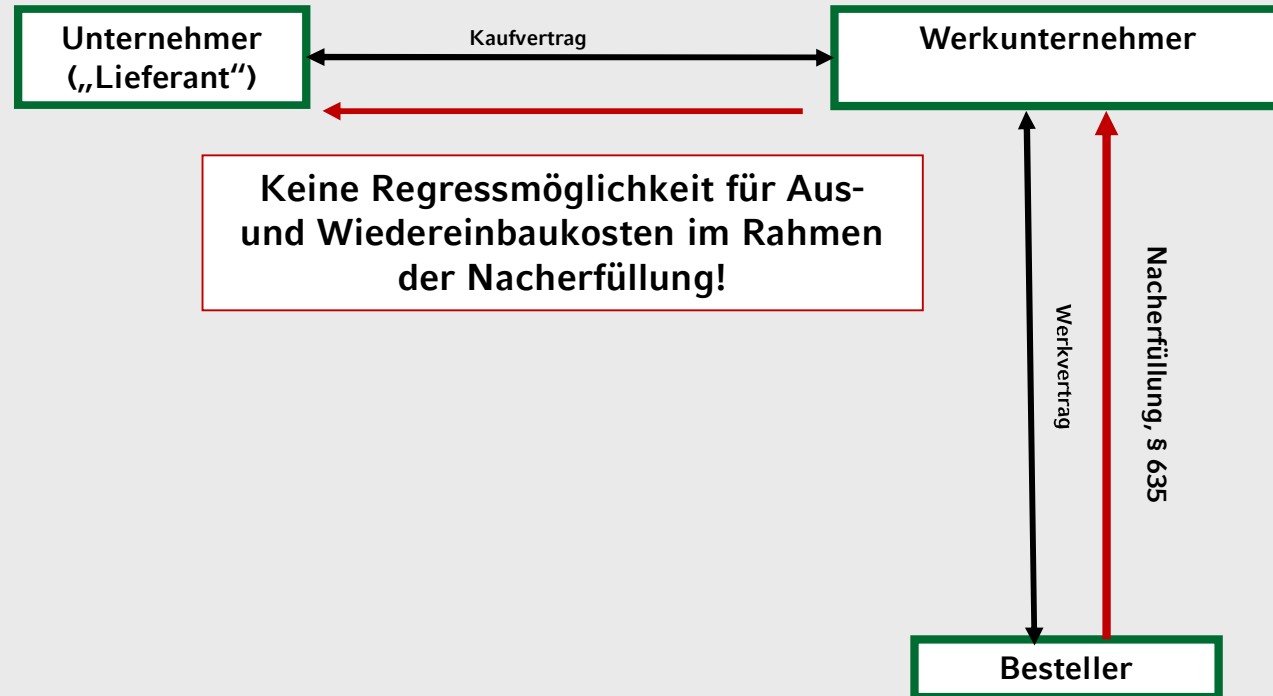 Unternehmer
(„Lieferant“)
Kaufvertrag
Werkunternehmer
Keine Regressmöglichkeit für Aus-
und Wiedereinbaukosten im Rahmen
der Nacherfüllung!
Werkvertrag
Nacherfüllung, § 635
Besteller